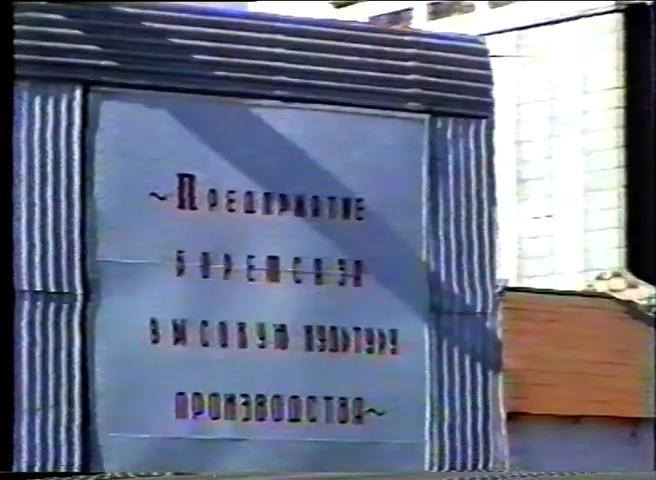 ~Предприятие
борется за
высокую культуру
производства~